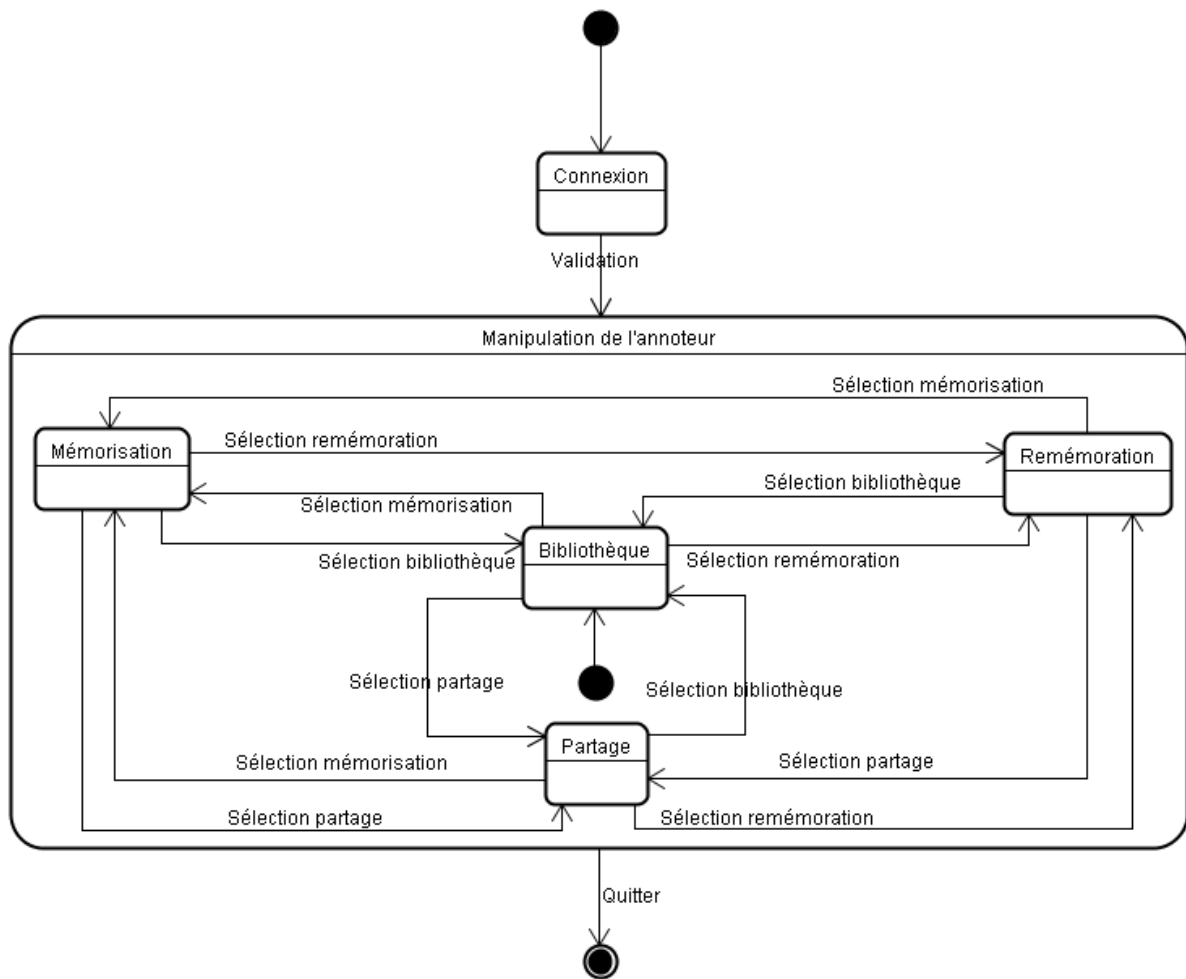 Connexion
Validation
Manipulation de l'annoteur
Sélection mémorisation
Mémorisation
Sélection remémoration
Remémoration
Sélection bibliothèque
Sélection mémorisation
Bibliothèque
Sélection bibliothèque
Sélection remémoration
Sélection partage
Sélection bibliothèque
Partage
Sélection mémorisation
Sélection partage
Sélection partage
Sélection remémoration
Quitter